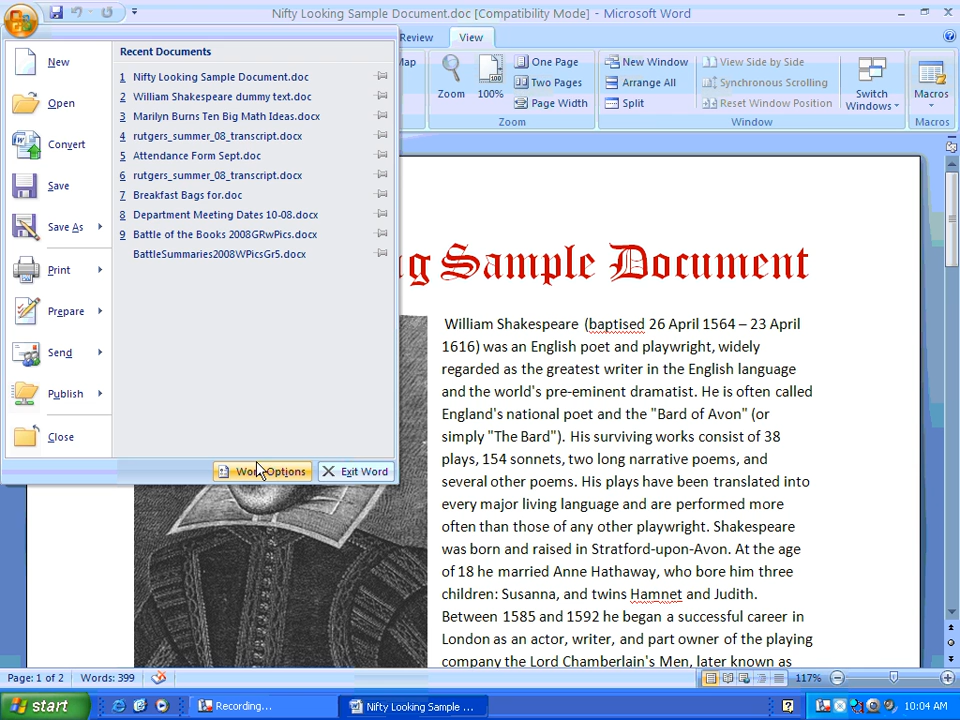 Nifty Looking Sample Document.doc [Compatibility Mode] - Microsoft Word
Review
View
Map
Zoom
100%
One Page
Two Pages
Page Width
Zoom
New Window
Arrange All
Split
View Side by Side
Synchronous Scrolling
Reset Window Position
Window
Switch
Windows
Macros
Macros
New
Open
Convert
Save
Save As
Print
Prepare
Send
Publish
Close
Recent Documents
1 Nifty Looking Sample Document.doc
2 William Shakespeare dummy text.doc
3 Marilyn Burns Ten Big Math Ideas.docx
4 rutgers_summer_08_transcript.docx
5 Attendance Form Sept.doc
6 rutgers_summer_08_transcript.docx
7 Breakfast Bags for.doc
8 Department Meeting Dates 10-08.docx
9 Battle of the Books 2008GRwPics.docx
BattleSummaries2008WPicsGr5.docx
Word Options
Exit Word
ng Sample Document
William Shakespeare (baptised 26 April 1564 – 23 April
1616) was an English poet and playwright, widely
regarded as the greatest writer in the English language
and the world's pre-eminent dramatist. He is often called
England's national poet and the "Bard of Avon" (or
simply "The Bard"). His surviving works consist of 38
plays, 154 sonnets, two long narrative poems, and
several other poems. His plays have been translated into
every major living language and are performed more
often than those of any other playwright. Shakespeare
was born and raised in Stratford-upon-Avon. At the age
of 18 he married Anne Hathaway, who bore him three
children: Susanna, and twins Hamnet and Judith.
Between 1585 and 1592 he began a successful career in
London as an actor, writer, and part owner of the playing
company the Lord Chamberlain's Men, later known as
Page: 1 of 2
Words: 399
117%
start
Recording...
Nifty Looking Sample ...
10:04 AM